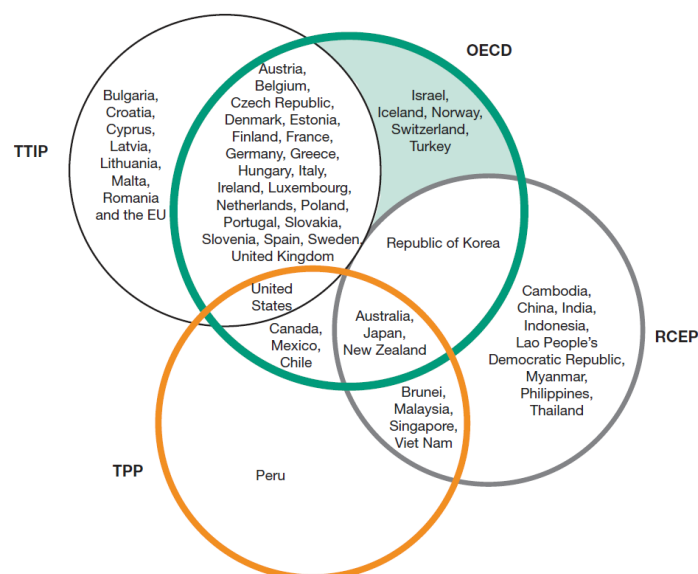 OECD
TTIP
Bulgaria,
Croatia,
Cyprus,
Latvia,
Lithuania,
Malta,
Romania
and the EU
Austria,
Belgium,
Czech Republic,
Denmark, Estonia,
Finland, France,
Germany, Greece,
Hungary, Italy,
Ireland, Luxembourg,
Netherlands, Poland,
Portugal, Slovakia,
Slovenia, Spain, Sweden,
United Kingdom
Israel,
Iceland, Norway,
Switzerland,
Turkey
Republic of Korea
United
States
Canada,
Mexico,
Chile
Australia,
Japan,
New Zealand
Cambodia,
China, India,
Indonesia,
Lao People's
Democratic Republic,
Myanmar,
Philippines,
Thailand
RCEP
Brunei,
Malaysia,
Singapore,
Viet Nam
TPP
Peru